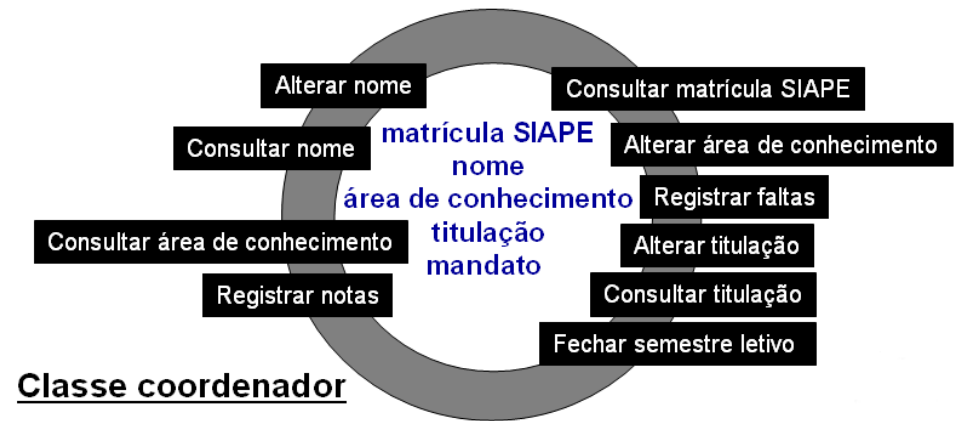 Alterar nome
Consultar nome
Consultar área de conhecimento
Registrar notas
matrícula SIAPE
nome
área de conhecimento
titulação
mandato
Consultar matrícula SIAPE
Alterar área de conhecimento
Registrar faltas
Alterar titulação
Consultar titulação
Fechar semestre letivo
Classe coordenador